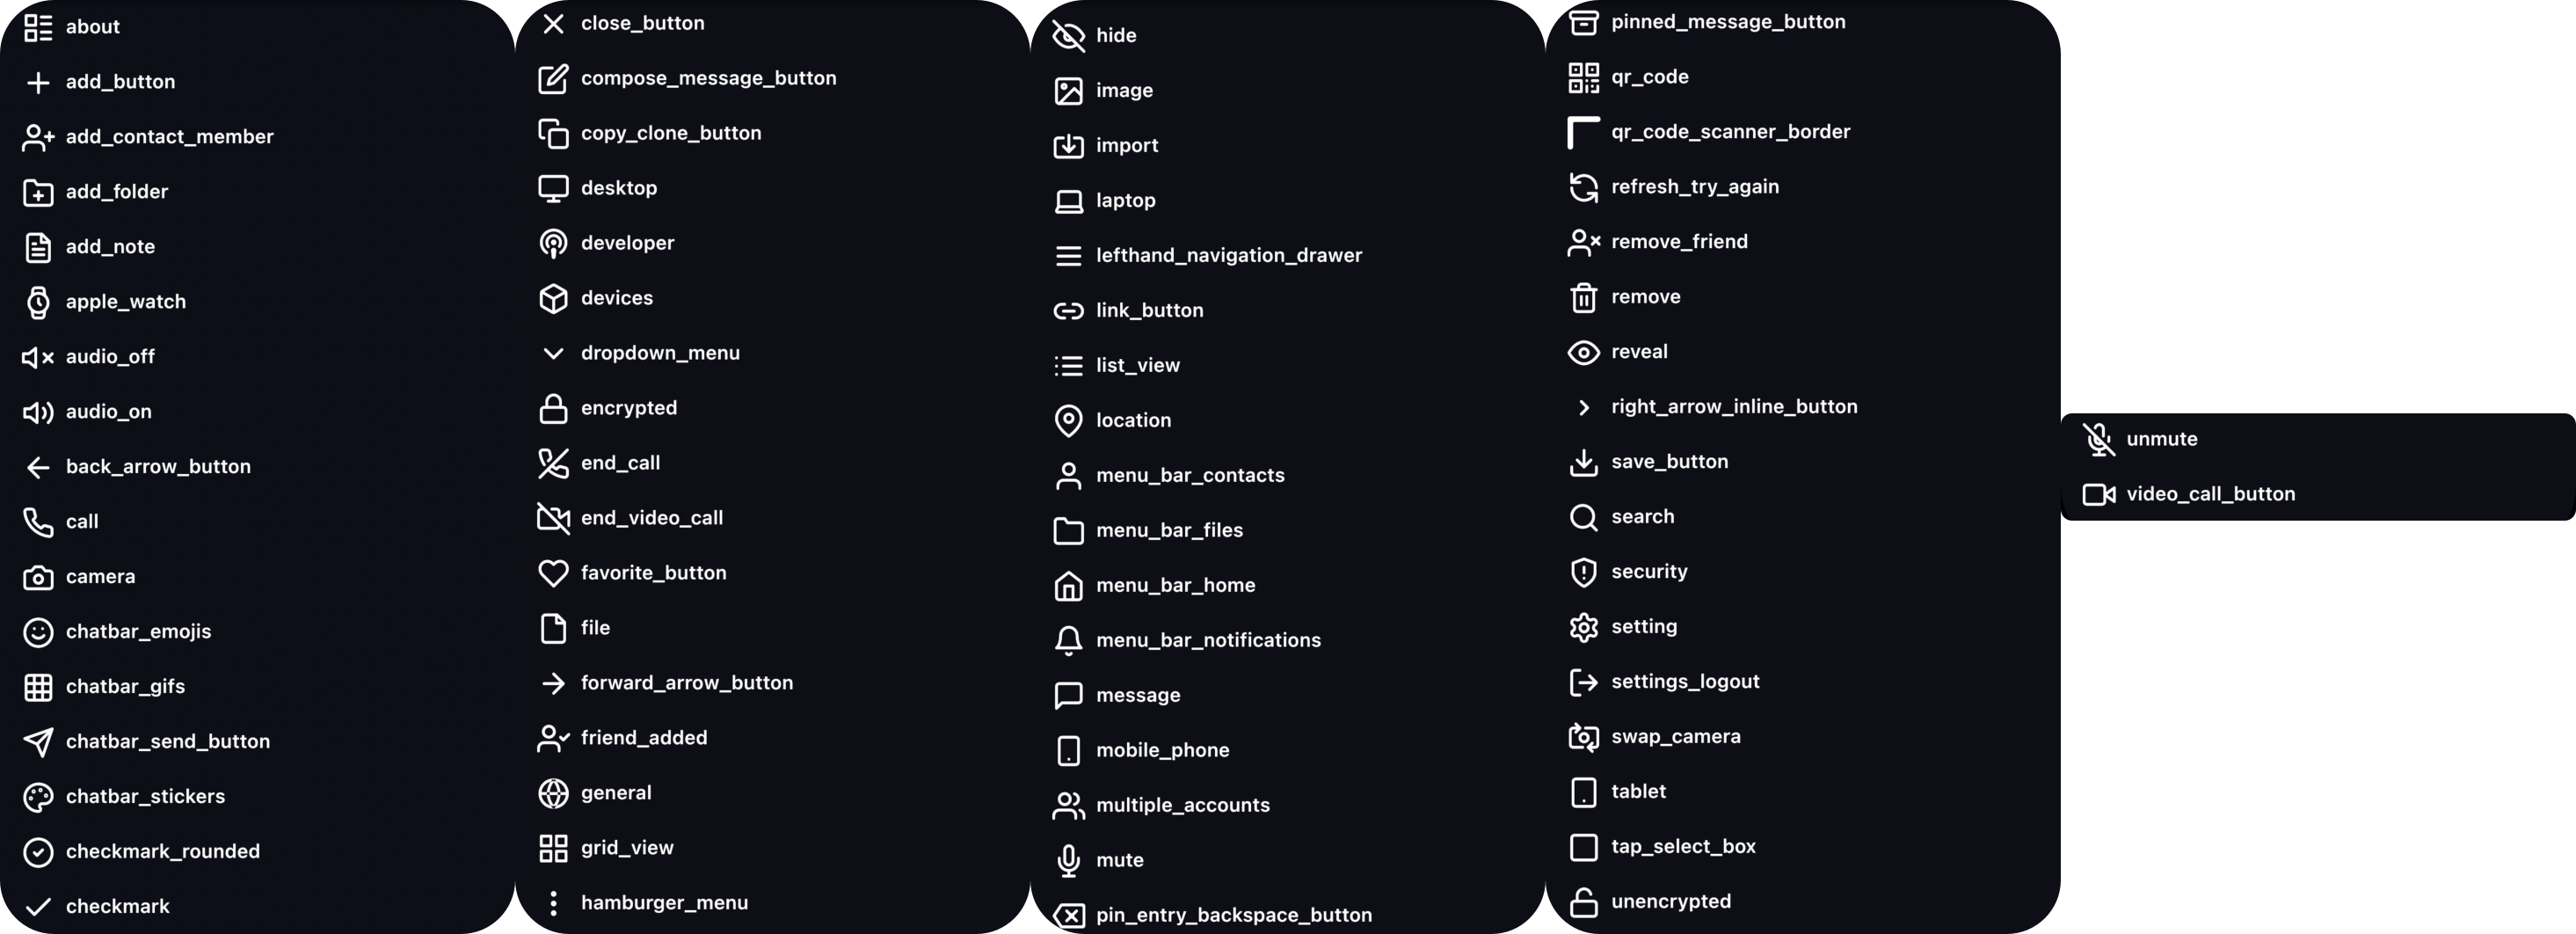 about
add_button
add_contact_member
add_folder
add_note
apple_watch
audio_off
audio_on
back_arrow_button
call
camera
chatbar_emojis
chatbar_gifs
chatbar_send_button
chatbar_stickers
checkmark_rounded
checkmark
close_button
compose_message_button
copy_clone_button
desktop
developer
devices
dropdown_menu
encrypted
end_call
end_video_call
favorite_button
file
forward_arrow_button
friend_added
general
grid_view
hamburger_menu
hide
image
import
laptop
lefthand_navigation_drawer
link_button
list_view
location
menu_bar_contacts
menu_bar_files
menu_bar_home
menu_bar_notifications
message
mobile_phone
multiple_accounts
mute
pin_entry_backspace_button
pinned_message_button
qr_code
qr_code_scanner_border
refresh_try_again
remove_friend
remove
reveal
right_arrow_inline_button
save_button
search
security
setting
settings_logout
swap_camera
tablet
tap_select_box
unencrypted
unmute
video_call_button